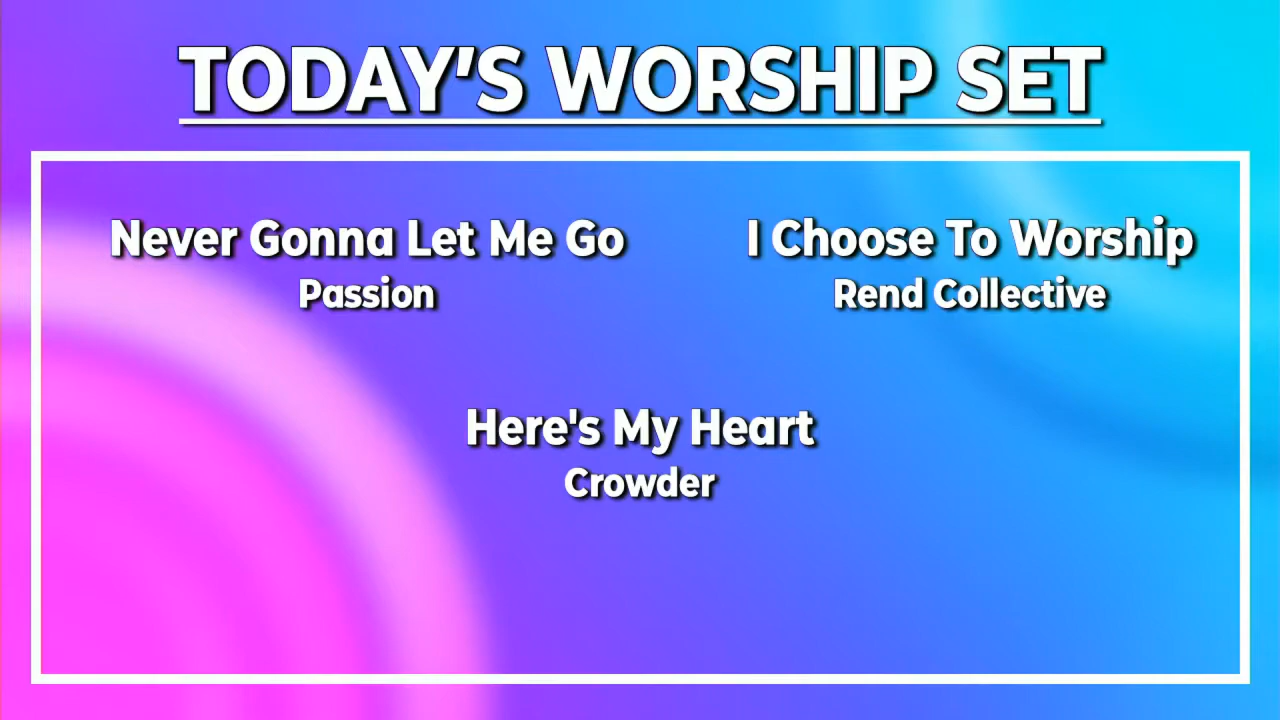 TODAY'S WORSHIP SET
Never Gonna Let Me Go
Passion
I Choose To Worship
Rend Collective
Here's My Heart
Crowder